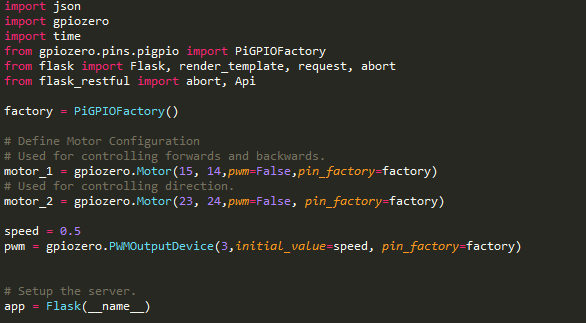 import json
import gpiozero
import time
from gpiozero.pins.pigpio import PiGPIOFactory
from flask import Flask, render_template, request, abort
from flask_restful import abort, Api
factory = PiGPIOFactory()
# Define Motor Configuration
# Used for controlling forwards and backwards.
motor_1 = gpiozero.Motor(15, 14,pwm=False,pin_factory=factory)
# Used for controlling direction.
motor_2 = gpiozero.Motor(23, 24,pwm=False, pin_factory=factory)
speed = 0.5
pwm = gpiozero.PWMOutputDevice(3,initial_value=speed, pin_factory=factory)
# Setup the server.
app = Flask(__name__)